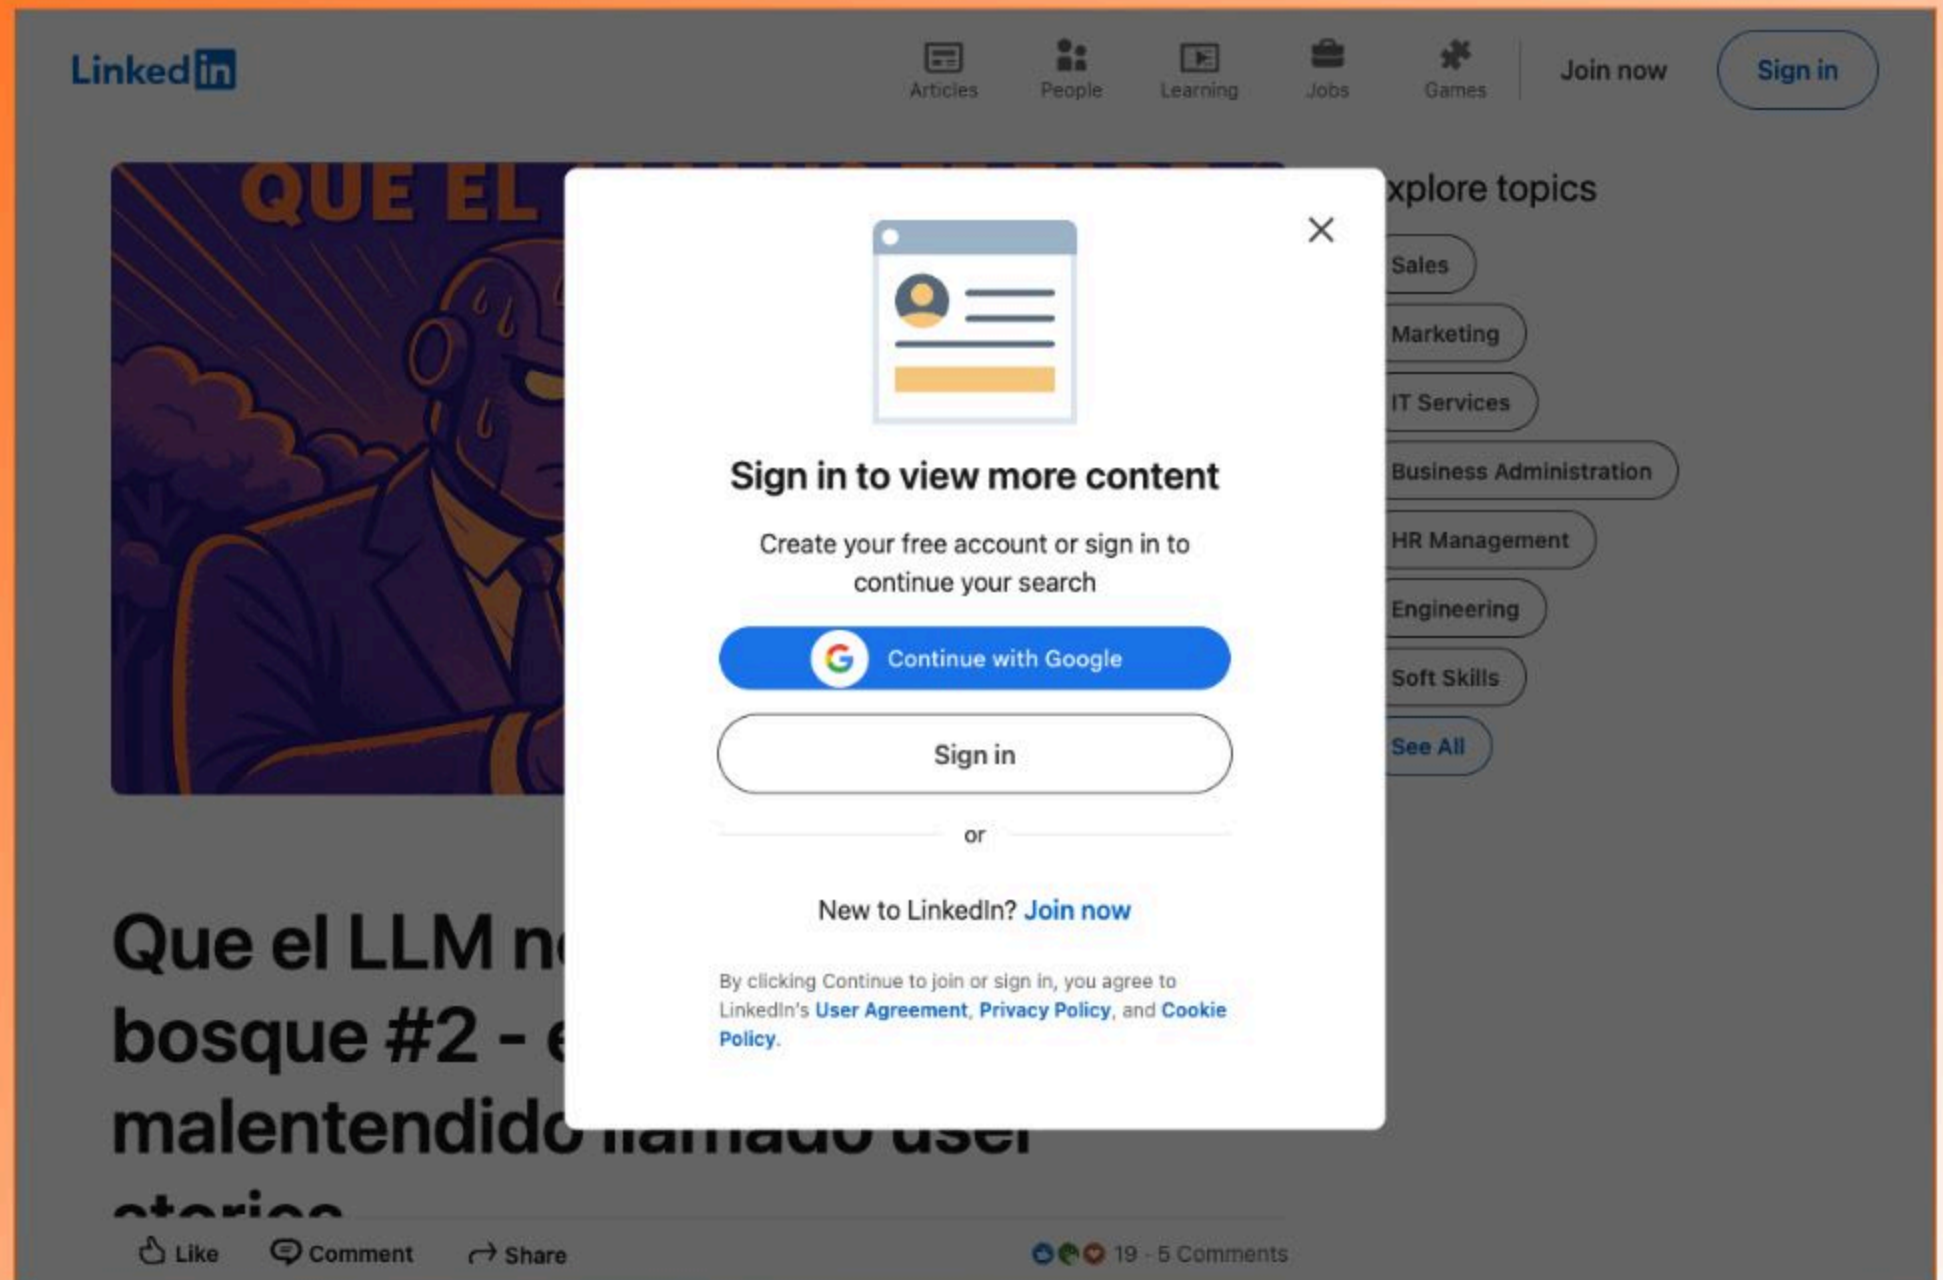 LinkedIn
Articles
People
Learning
Jobs
Games
Join now
Sign in
QUE EL
xplore topics
Sales
Marketing
IT Services
Business Administration
HR Management
Engineering
Soft Skills
See All
Sign in to view more content
Create your free account or sign in to
continue your search
Continue with Google
Sign in
or
New to LinkedIn? Join now
By clicking Continue to join or sign in, you agree to
LinkedIn's User Agreement, Privacy Policy, and Cookie
Policy.
Que el LLM
bosque #2 -
malentendido llamado user
stories
Like
Comment
Share
19 - 5 Comments